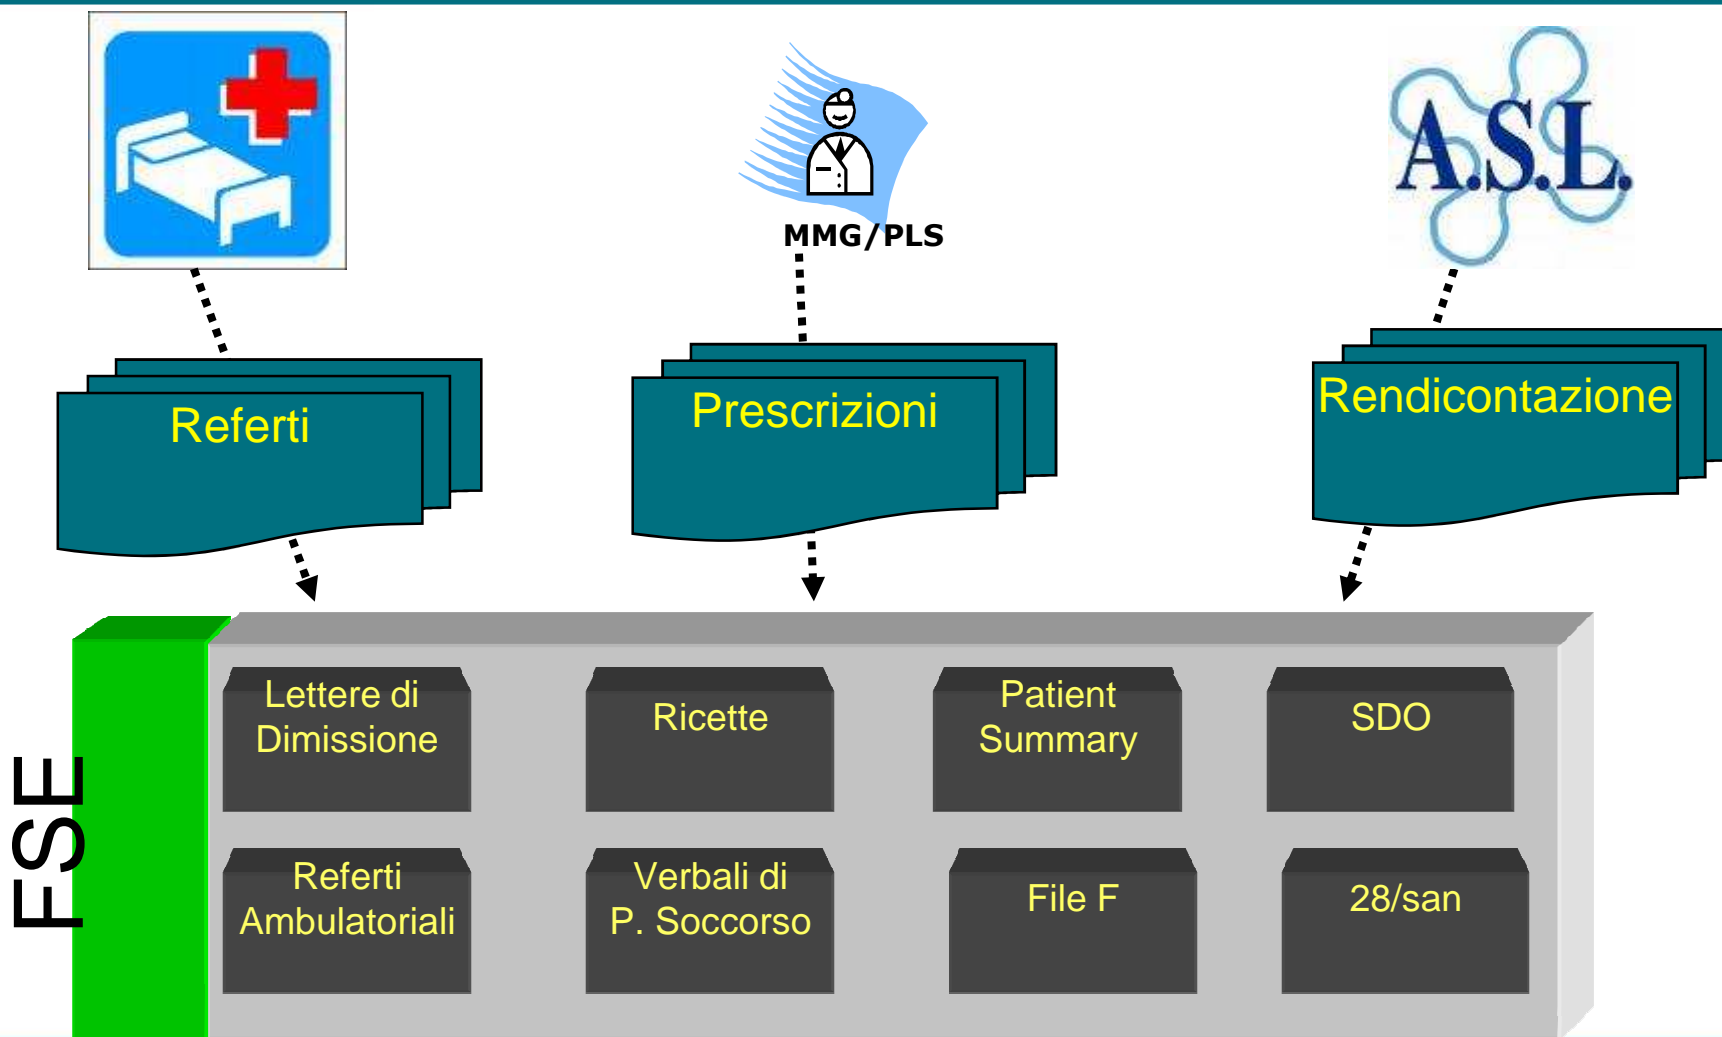 A.S.L.
MMG/PLS
Referti
Prescrizioni
Rendicontazione
FSE
Lettere di
Dimissione
Ricette
Patient
Summary
SDO
Referti
Ambulatoriali
Verbali di
P. Soccorso
File F
28/san